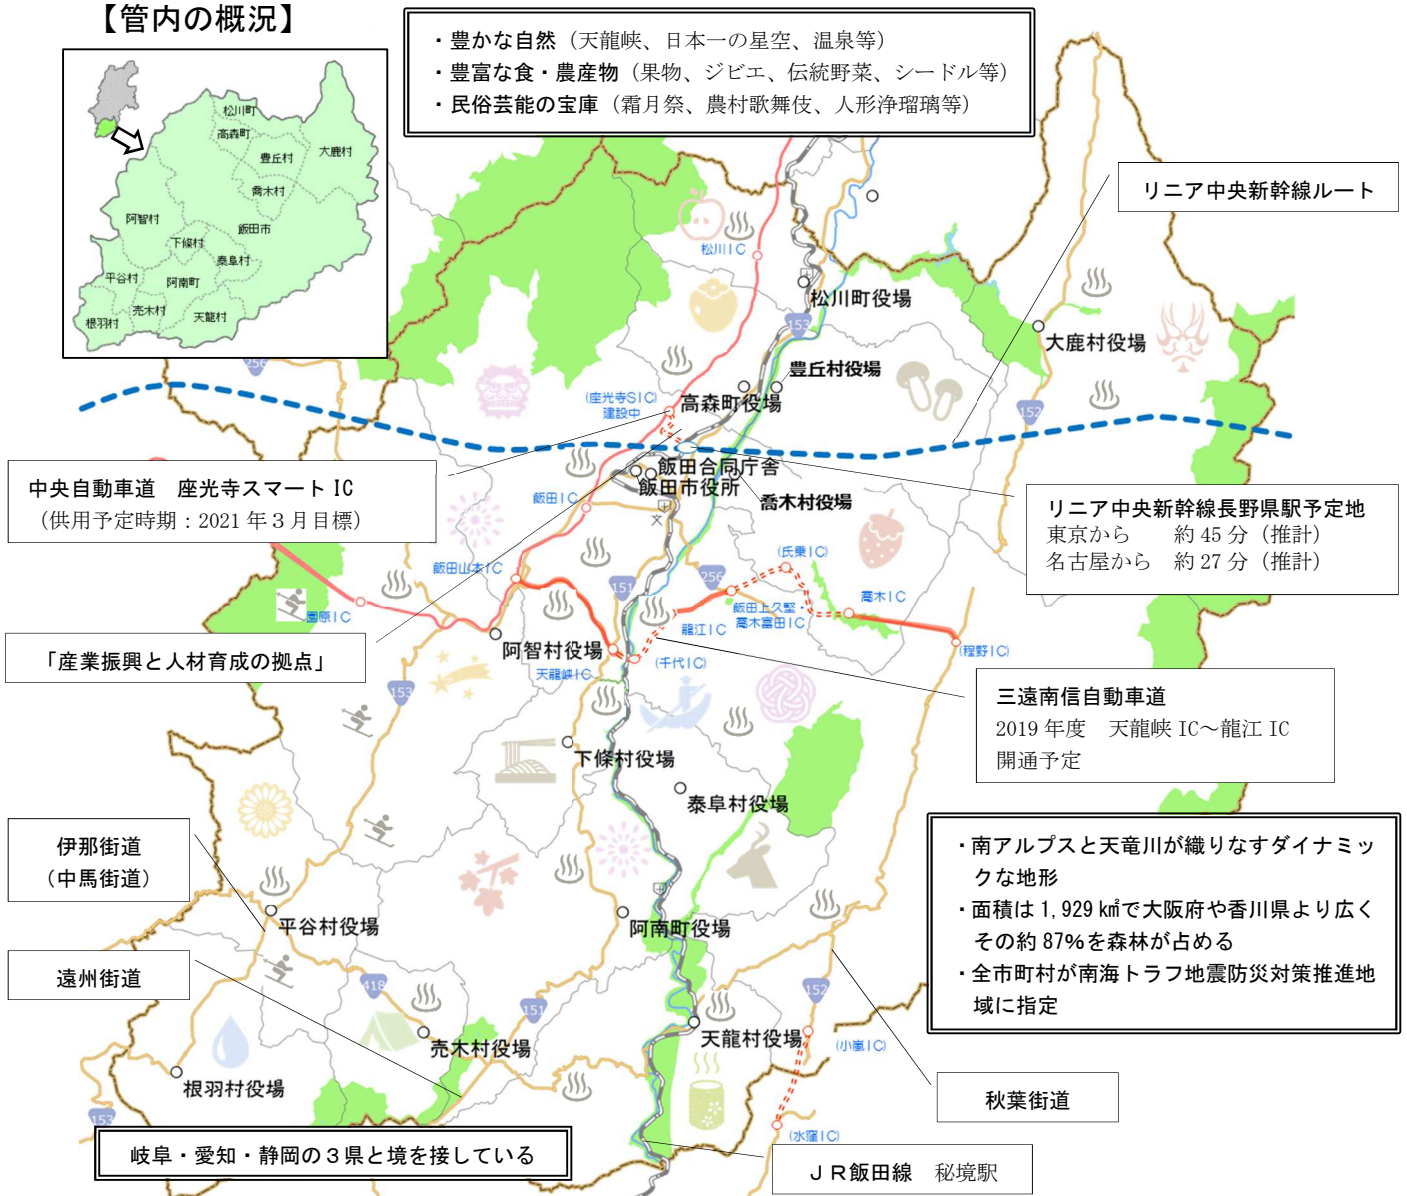 【管内の概況】
・豊かな自然（天龍峡、日本一の星空、温泉等）
・豊富な食・農産物（果物、ジビエ、伝統野菜、シードル等）
・民俗芸能の宝庫（霜月祭、農村歌舞伎、人形浄瑠璃等）
松川町
高森町
豊丘村
大鹿村
喬木村
阿智村
飯田市
下條村
泰阜村
平谷村
阿南町
売木村
天龍村
根羽村
リニア中央新幹線ルート
松川IC
松川町役場
153
大鹿村役場
豊丘村役場
256
(座光寺SIC)
建設中
高森町役場
152
飯田合同庁舎
飯田市役所
喬木村役場
中央自動車道　座光寺スマートIC
（供用予定時期：2021年３月目標）
飯田IC
リニア中央新幹線長野県駅予定地
東京から　　約45分（推計）
名古屋から　約27分（推計）
(氏乗IC)
飯田山本IC
151
256
飯田上久堅・
喬木富田IC
喬木IC
園原IC
龍江IC
「産業振興と人材育成の拠点」
阿智村役場
天龍峡IC
(千代IC)
(程野IC)
153
三遠南信自動車道
2019年度　天龍峡IC～龍江IC
開通予定
下條村役場
泰阜村役場
伊那街道
（中馬街道）
・南アルプスと天竜川が織りなすダイナミッ
クな地形
・面積は1,929㎢で大阪府や香川県より広く
その約87%を森林が占める
・全市町村が南海トラフ地震防災対策推進地
域に指定
平谷村役場
阿南町役場
遠州街道
418
151
152
売木村役場
天龍村役場
(小嵐IC)
根羽村役場
秋葉街道
153
(水窪IC)
岐阜・愛知・静岡の３県と境を接している
ＪＲ飯田線　秘境駅